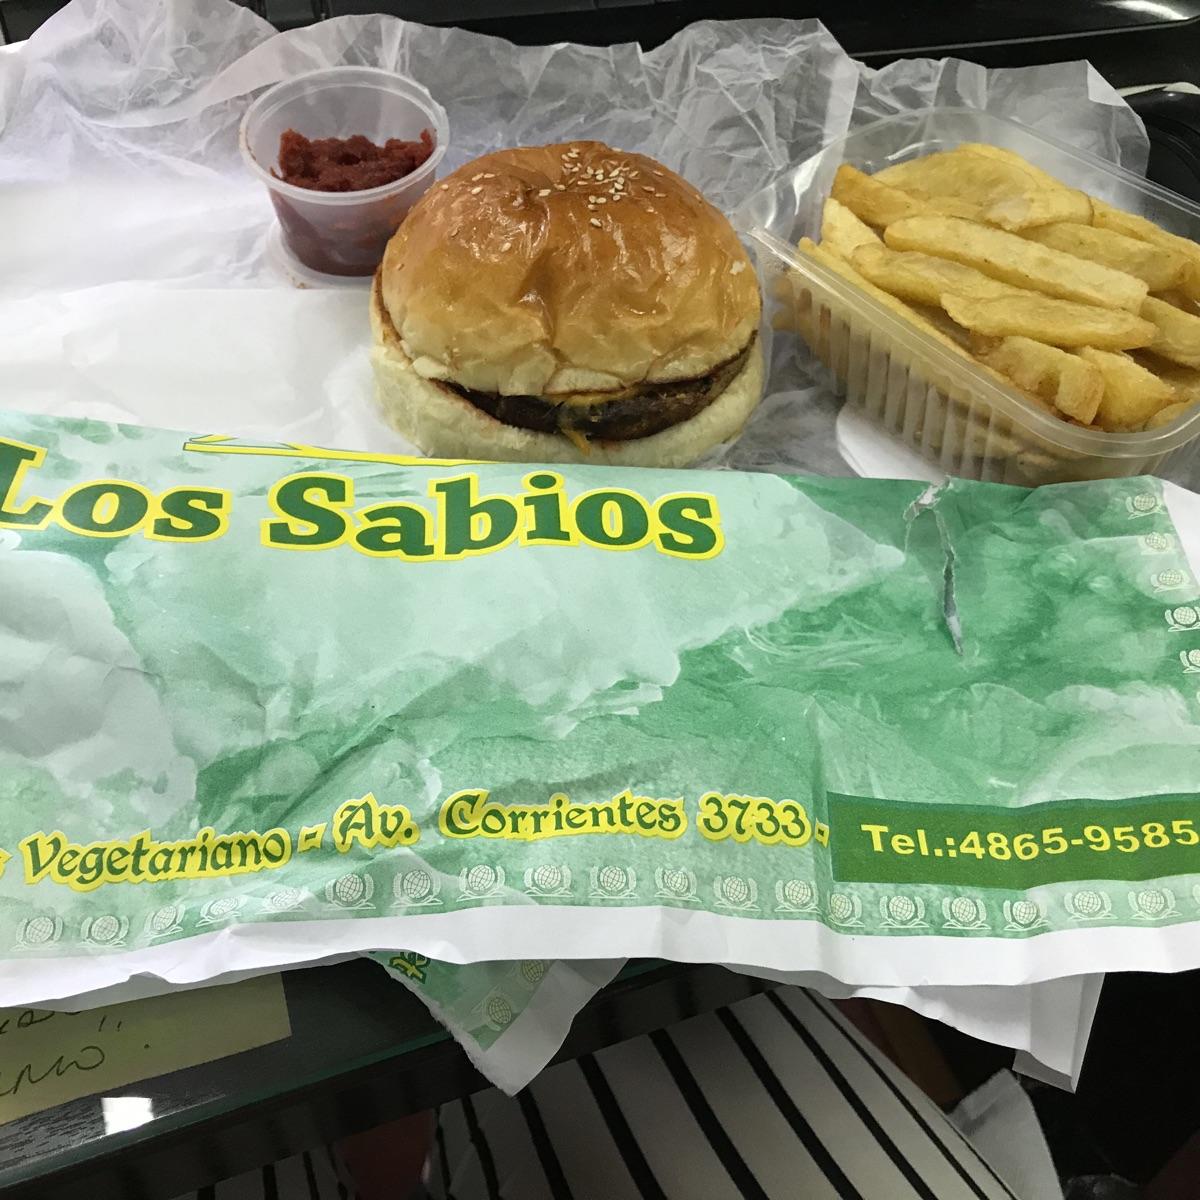 Los Sabios
Vegetariano - Av. Corrientes 3733 -
Tel.:4865-9585